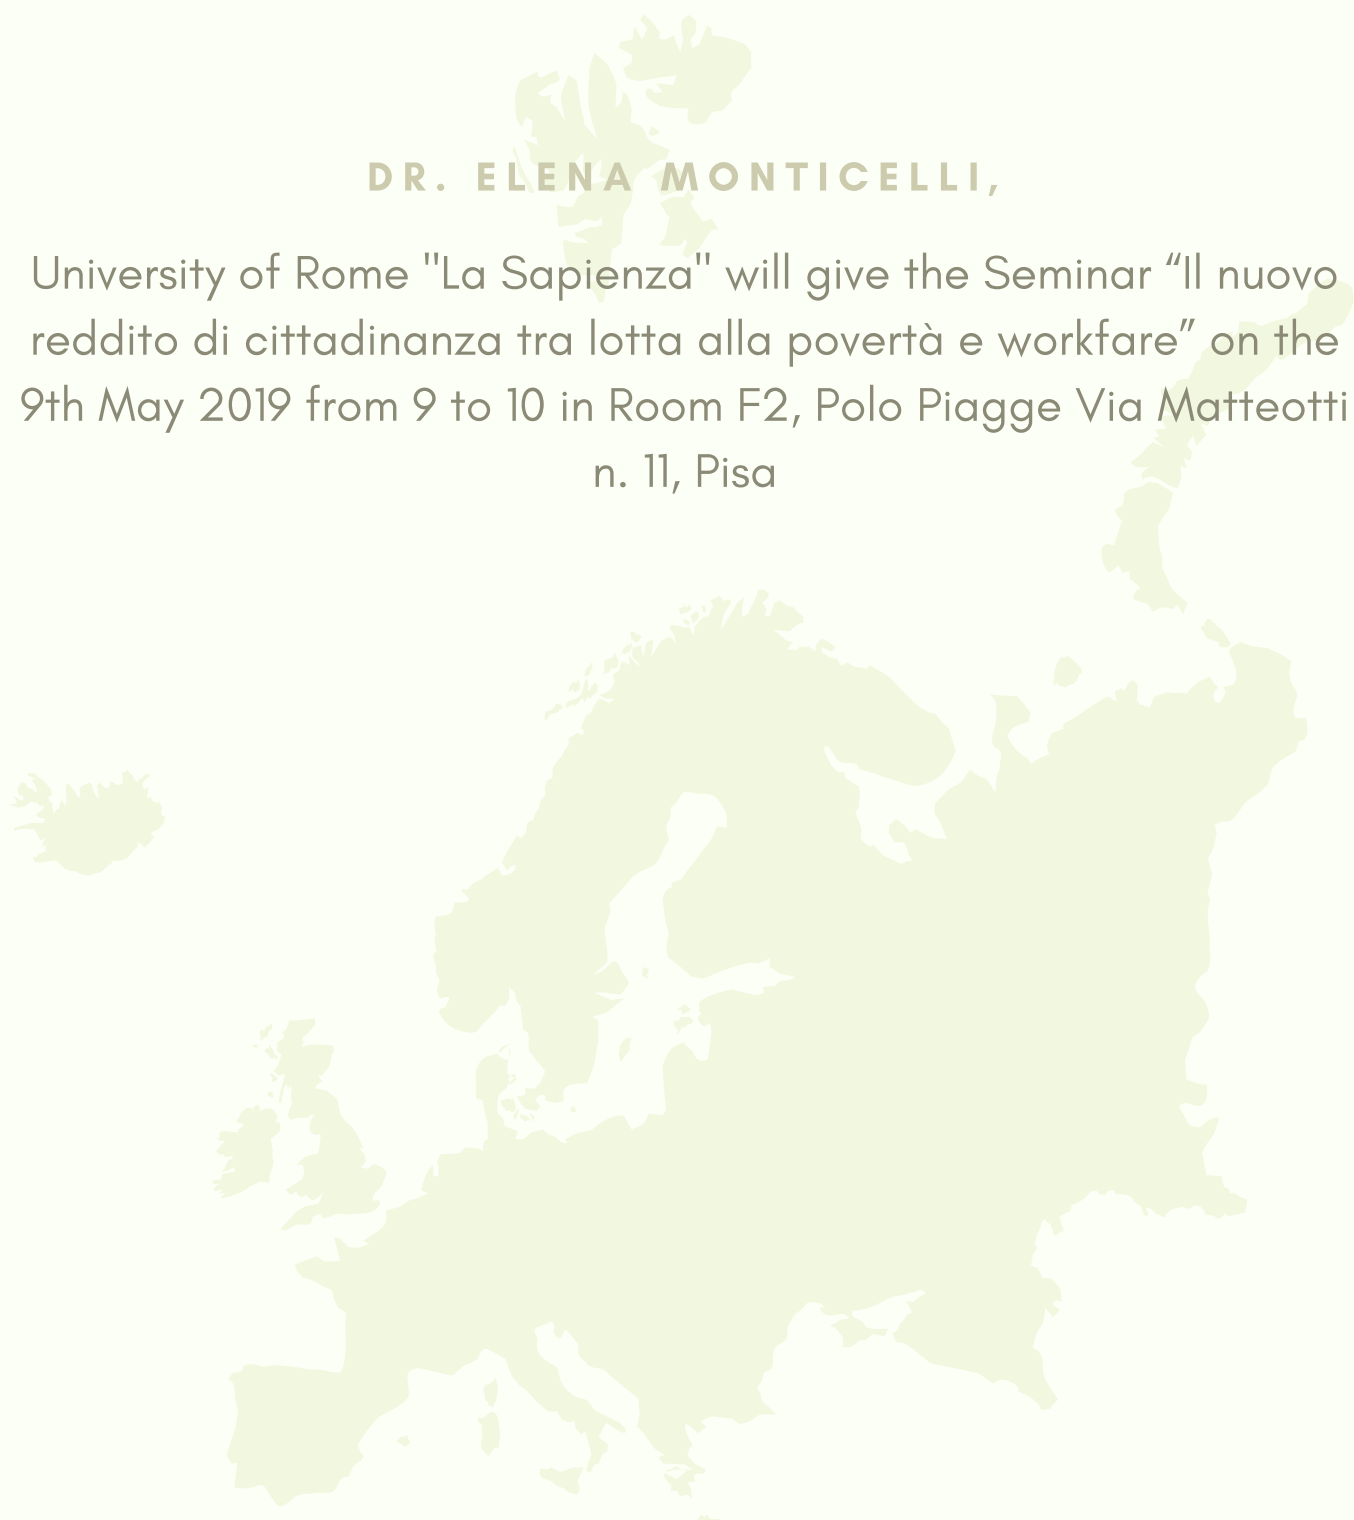 DR. ELENA MONTICELLI,
University of Rome "La Sapienza" will give the Seminar “Il nuovo
reddito di cittadinanza tra lotta alla povertà e workfare” on the
9th May 2019 from 9 to 10 in Room F2, Polo Piagge Via Matteotti
n. 11, Pisa